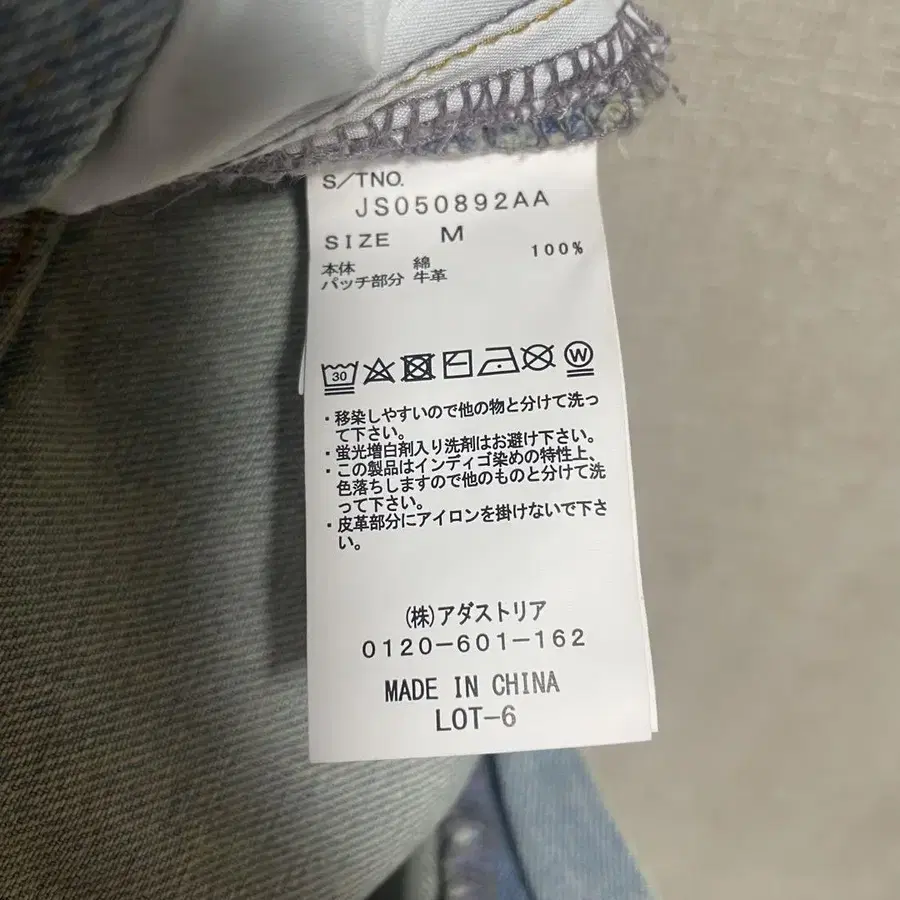 S/TNO.
JS050892AA
SIZE M
本体 綿 100%
パッチ部分 牛革
30
W
・移染しやすいので他の物と分けて洗っ
て下さい。
・蛍光増白剤入り洗剤はお避け下さい。
・この製品はインディゴ染めの特性上、
色落ちしますので他のものと分けて洗
って下さい。
・皮革部分にアイロンを掛けないで下さ
い。
(株)アダストリア
0120-601-162
MADE IN CHINA
LOT-6